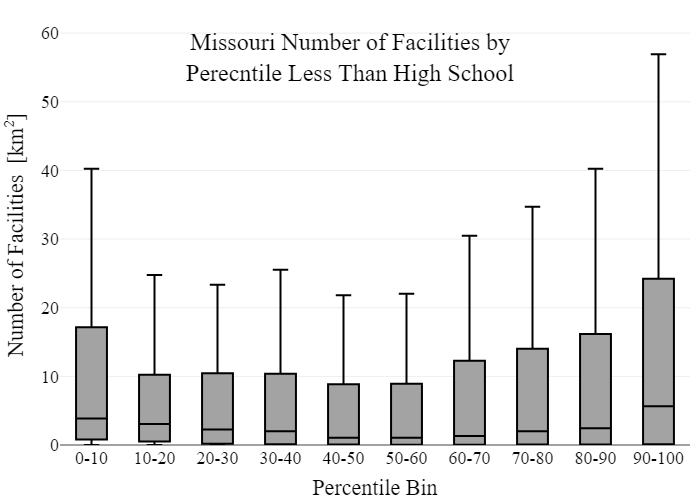 Missouri Number of Facilities by
Perecntile Less Than High School
Number of Facilities [km²]
60
50
40
30
20
10
0
0-10 10-20 20-30 30-40 40-50 50-60 60-70 70-80 80-90 90-100
Percentile Bin